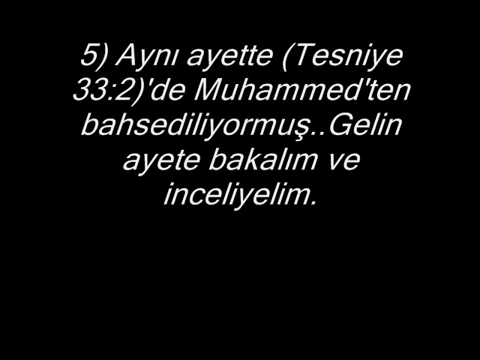 5) Aynı ayette (Tesniye
33:2)'de Muhammed'ten
bahsediliyormuş..Gelin
ayete bakalım ve
inceliyelim.